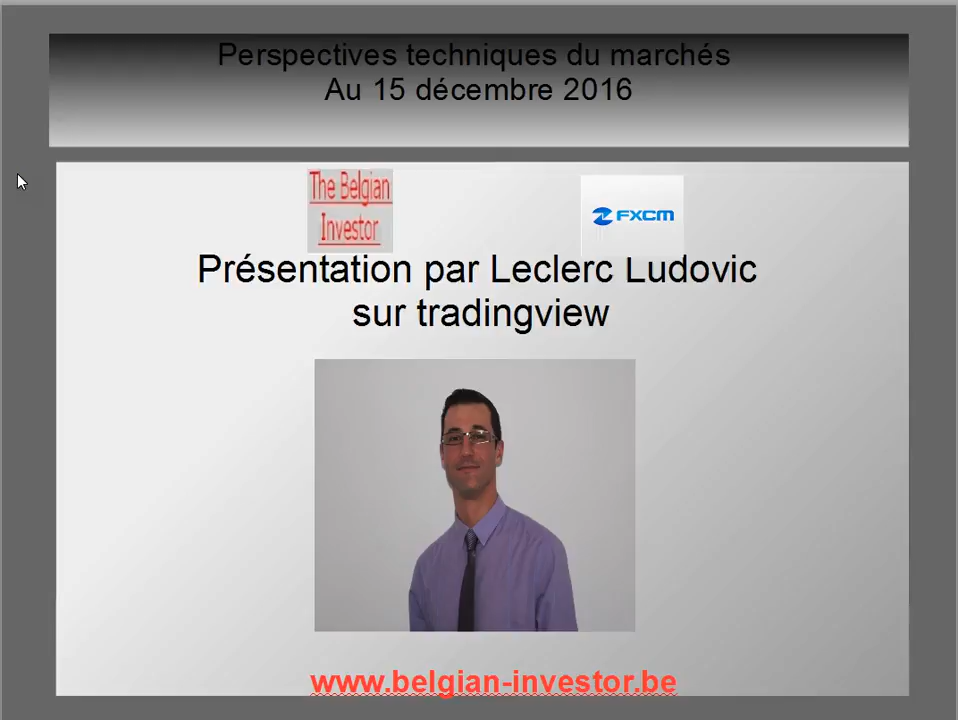 Perspectives techniques du marchés
Au 15 décembre 2016
The Belgian
Investor
FXCM
Présentation par Leclerc Ludovic
sur tradingview
www.belgian-investor.be